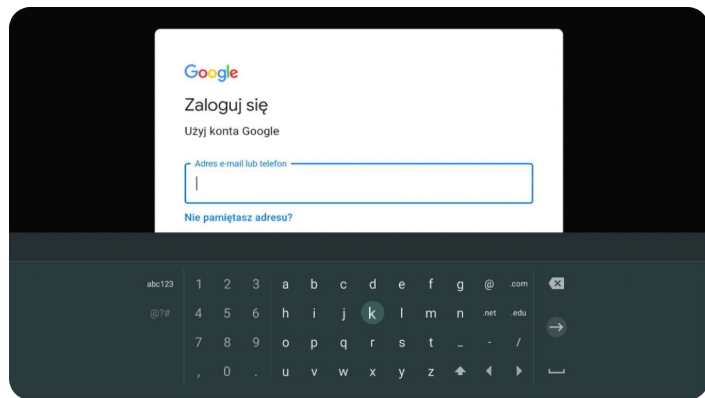 Google
Zaloguj się
Użyj konta Google
Adres e-mail lub telefon
Nie pamiętasz adresu?
abc123 1 2 3 a b c d e f g @ .com
@?# 4 5 6 h i j k l m n .net .edu
7 8 9 o p q r s t _ - /
, 0 . u v w x y z